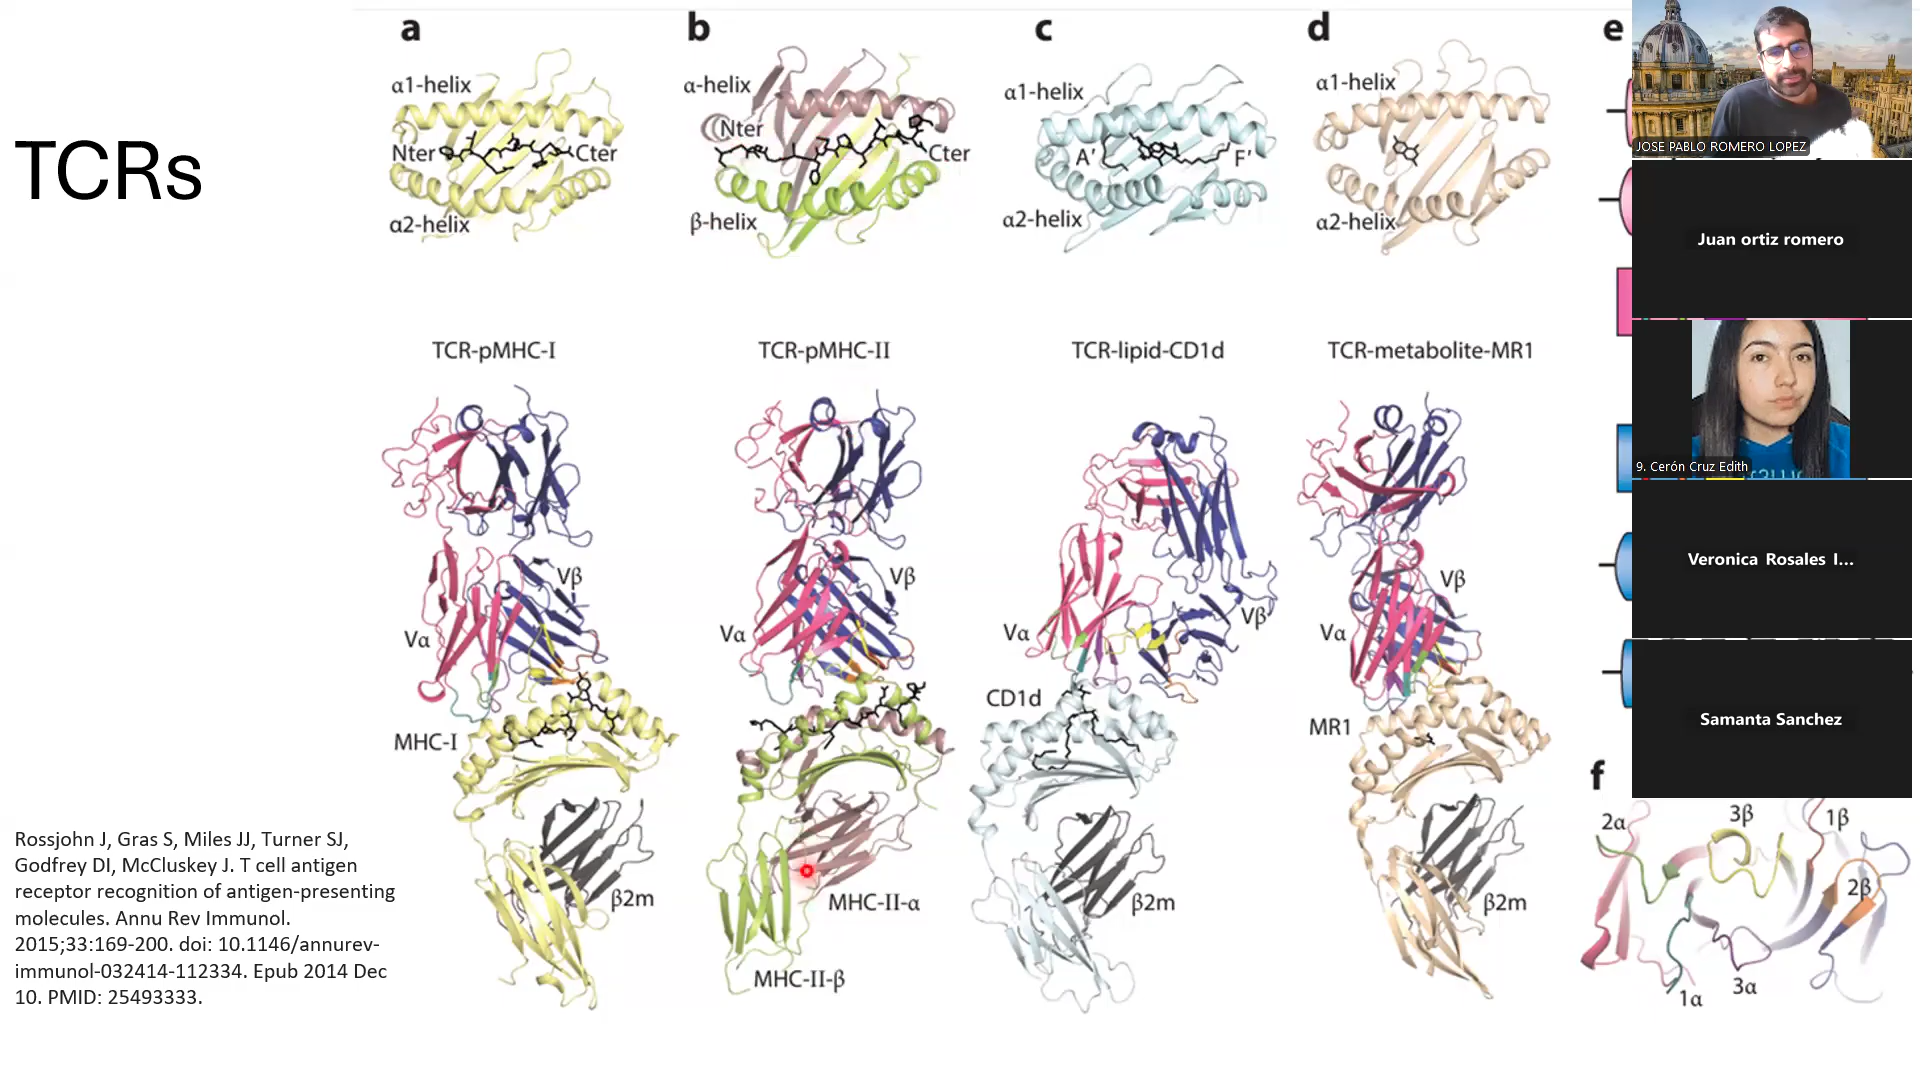 TCRs
a
b
c
d
e
α1-helix
α-helix
α1-helix
α1-helix
Nter
Cter
Nter
Cter
A′
F′
α2-helix
β-helix
α2-helix
α2-helix
TCR-pMHC-I
TCR-pMHC-II
TCR-lipid-CD1d
TCR-metabolite-MR1
Vβ
Vβ
Vβ
Vβ
Vα
Vα
Vα
Vα
MHC-I
CD1d
MR1
β2m
MHC-II-α
β2m
β2m
MHC-II-β
f
2α
3β
1β
2β
1α
3α
Rossjohn J, Gras S, Miles JJ, Turner SJ,
Godfrey DI, McCluskey J. T cell antigen
receptor recognition of antigen-presenting
molecules. Annu Rev Immunol.
2015;33:169-200. doi: 10.1146/annurev-
immunol-032414-112334. Epub 2014 Dec
10. PMID: 25493333.
JOSE PABLO ROMERO LOPEZ
Juan ortiz romero
9. Cerón Cruz Edith
Veronica Rosales I...
Samanta Sanchez